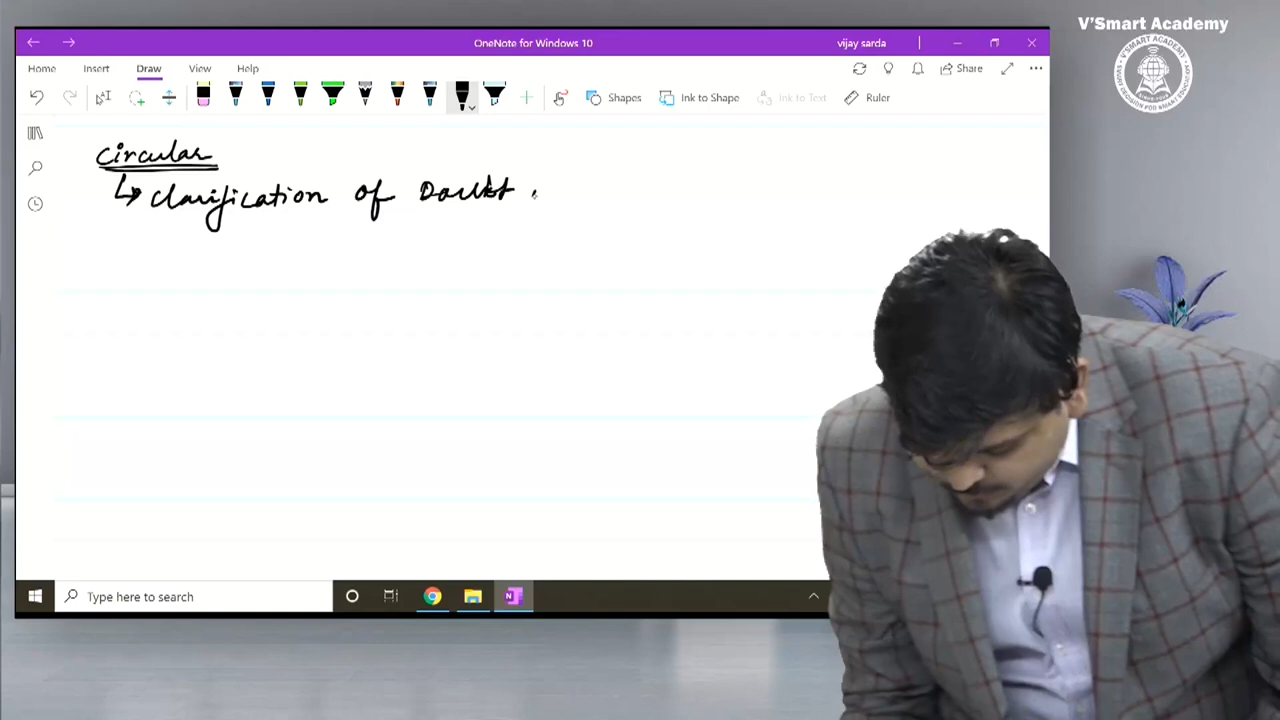 V'Smart Academy
OneNote for Windows 10
vijay sarda
Home Insert Draw View Help
Share
Shapes Ink to Shape Ink to Text Ruler
Circular
↳ Clarification of Doubt
Type here to search